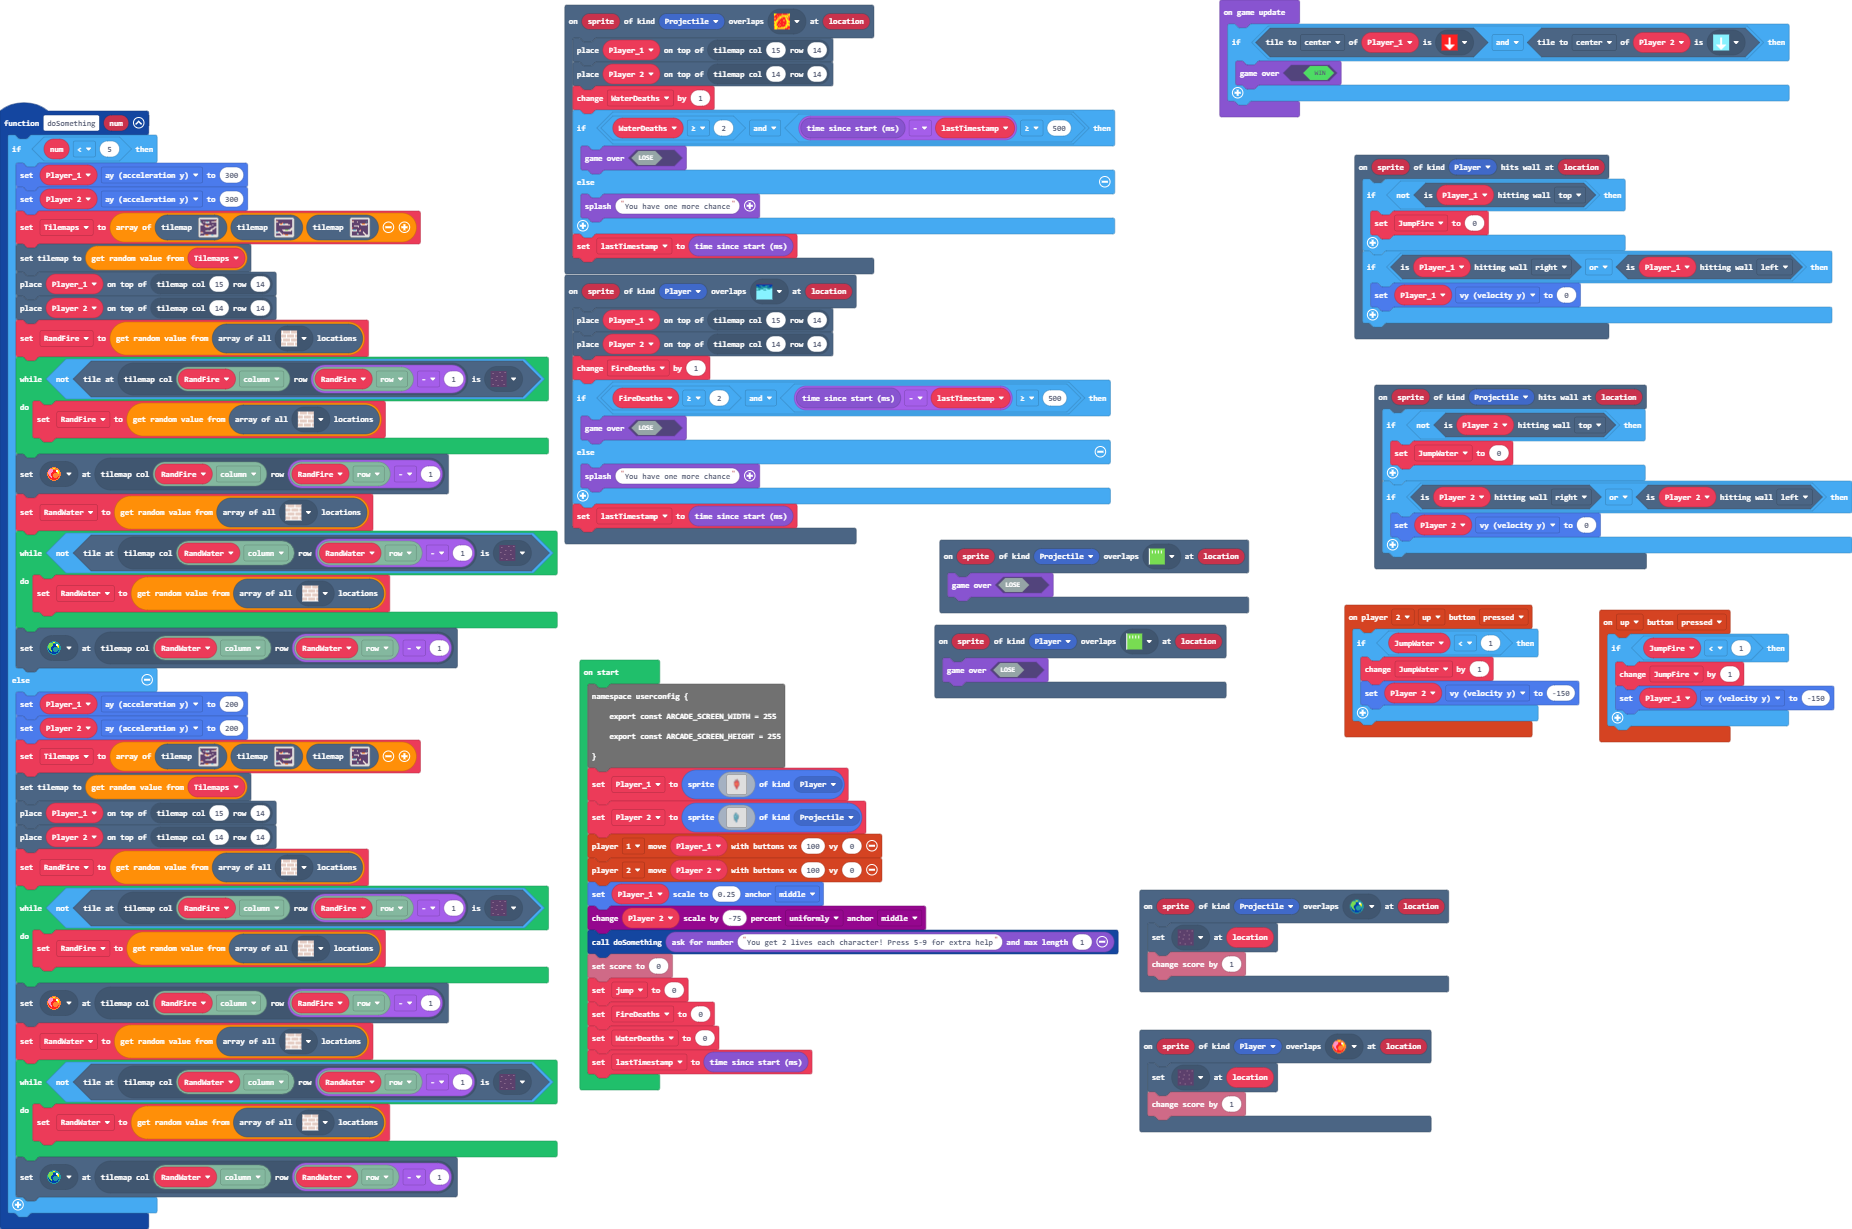 function doSomething num
if num < 5 then
set Player_1 ay (acceleration y) to 300
set Player 2 ay (acceleration y) to 300
set Tilemaps to array of tilemap tilemap tilemap
set tilemap to get random value from Tilemaps
place Player_1 on top of tilemap col 15 row 14
place Player 2 on top of tilemap col 14 row 14
set RandFire to get random value from array of all locations
while not tile at tilemap col RandFire column row RandFire row - 1 is
do
set RandFire to get random value from array of all locations
set at tilemap col RandFire column row RandFire row - 1
set RandWater to get random value from array of all locations
while not tile at tilemap col RandWater column row RandWater row - 1 is
do
set RandWater to get random value from array of all locations
set at tilemap col RandWater column row RandWater row - 1
else
set Player_1 ay (acceleration y) to 200
set Player 2 ay (acceleration y) to 200
set Tilemaps to array of tilemap tilemap tilemap
set tilemap to get random value from Tilemaps
place Player_1 on top of tilemap col 15 row 14
place Player 2 on top of tilemap col 14 row 14
set RandFire to get random value from array of all locations
while not tile at tilemap col RandFire column row RandFire row - 1 is
do
set RandFire to get random value from array of all locations
set at tilemap col RandFire column row RandFire row - 1
set RandWater to get random value from array of all locations
while not tile at tilemap col RandWater column row RandWater row - 1 is
do
set RandWater to get random value from array of all locations
set at tilemap col RandWater column row RandWater row - 1
on sprite of kind Projectile overlaps at location
place Player_1 on top of tilemap col 15 row 14
place Player 2 on top of tilemap col 14 row 14
change WaterDeaths by 1
if WaterDeaths ≥ 2 and time since start (ms) - lastTimestamp ≥ 500 then
game over LOSE
else
splash "You have one more chance"
set lastTimestamp to time since start (ms)
on sprite of kind Player overlaps at location
place Player_1 on top of tilemap col 15 row 14
place Player 2 on top of tilemap col 14 row 14
change FireDeaths by 1
if FireDeaths ≥ 2 and time since start (ms) - lastTimestamp ≥ 500 then
game over LOSE
else
splash "You have one more chance"
set lastTimestamp to time since start (ms)
on sprite of kind Projectile overlaps at location
game over LOSE
on sprite of kind Player overlaps at location
game over LOSE
on start
namespace userconfig {
export const ARCADE_SCREEN_WIDTH = 255
export const ARCADE_SCREEN_HEIGHT = 255
}
set Player_1 to sprite of kind Player
set Player 2 to sprite of kind Projectile
player 1 move Player_1 with buttons vx 100 vy 0
player 2 move Player 2 with buttons vx 100 vy 0
set Player_1 scale to 0.25 anchor middle
change Player 2 scale by -75 percent uniformly anchor middle
call doSomething ask for number "You get 2 lives each character! Press 5-9 for extra help" and max length 1
set score to 0
set jump to 0
set FireDeaths to 0
set WaterDeaths to 0
set lastTimestamp to time since start (ms)
on game update
if tile to center of Player_1 is and tile to center of Player 2 is then
game over WIN
on sprite of kind Player hits wall at location
if not is Player_1 hitting wall top then
set JumpFire to 0
if is Player_1 hitting wall right or is Player_1 hitting wall left then
set Player_1 vy (velocity y) to 0
on sprite of kind Projectile hits wall at location
if not is Player 2 hitting wall top then
set JumpWater to 0
if is Player 2 hitting wall right or is Player 2 hitting wall left then
set Player 2 vy (velocity y) to 0
on player 2 up button pressed
if JumpWater < 1 then
change JumpWater by 1
set Player 2 vy (velocity y) to -150
on up button pressed
if JumpFire < 1 then
change JumpFire by 1
set Player_1 vy (velocity y) to -150
on sprite of kind Projectile overlaps at location
set at location
change score by 1
on sprite of kind Player overlaps at location
set at location
change score by 1